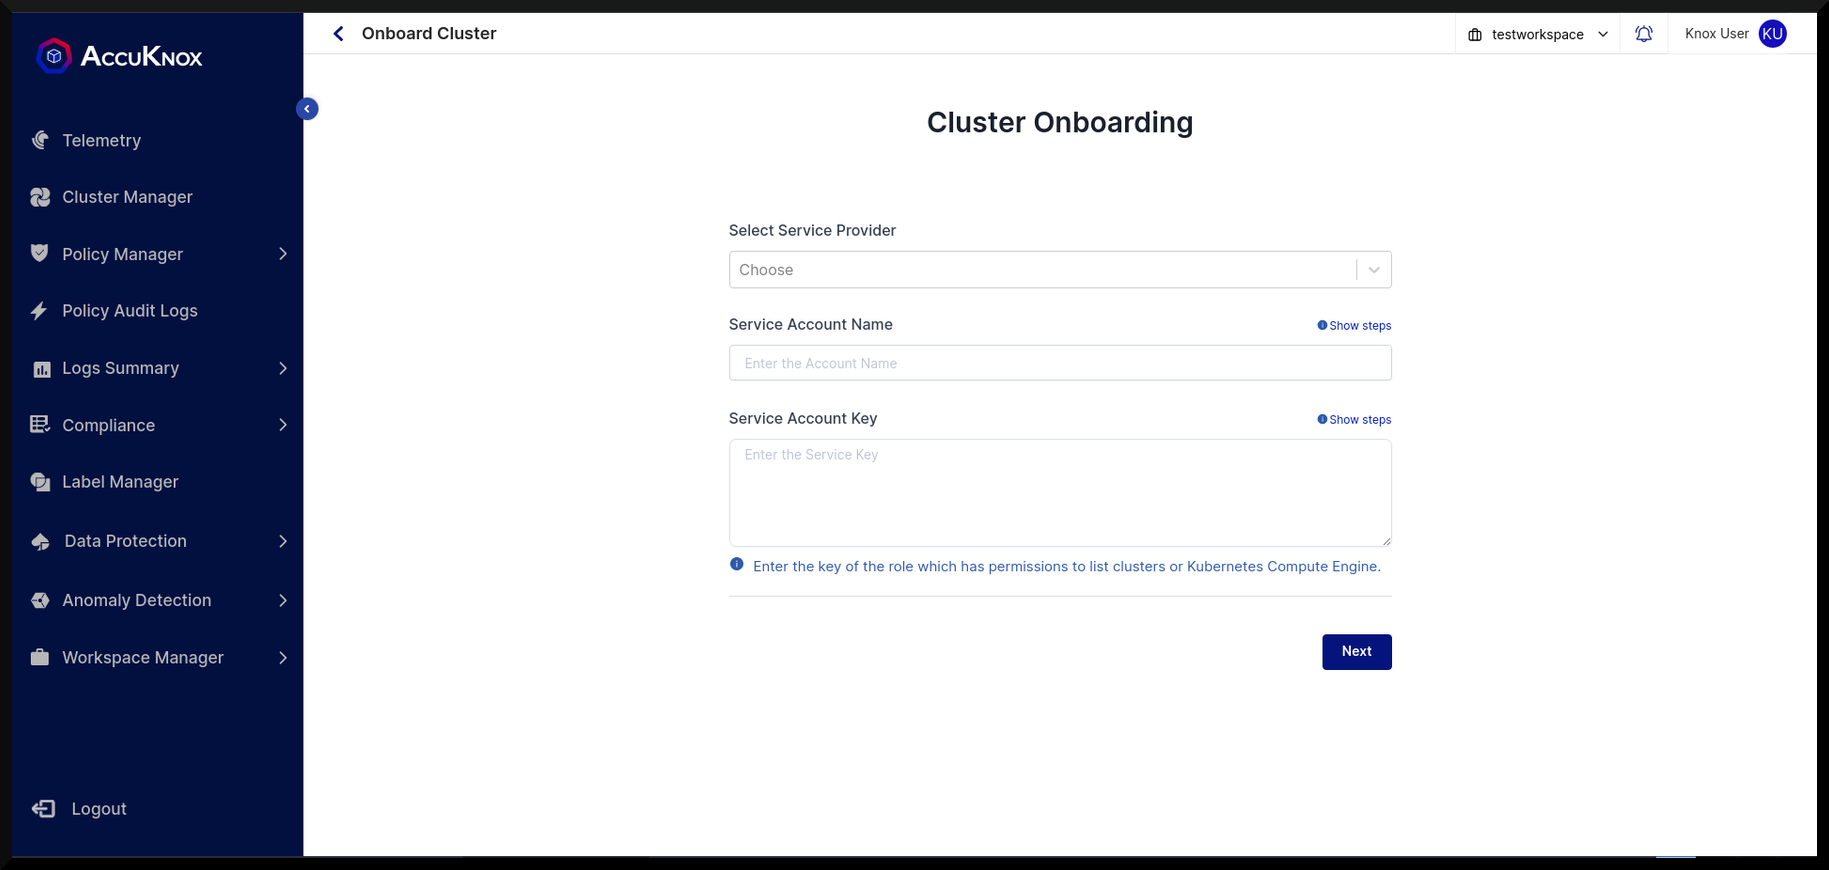 AccuKnox
Onboard Cluster
testworkspace
Knox User
KU
Telemetry
Cluster Manager
Policy Manager
Policy Audit Logs
Logs Summary
Compliance
Label Manager
Data Protection
Anomaly Detection
Workspace Manager
Logout
Cluster Onboarding
Select Service Provider
Choose
Service Account Name
Show steps
Enter the Account Name
Service Account Key
Show steps
Enter the Service Key
Enter the key of the role which has permissions to list clusters or Kubernetes Compute Engine.
Next